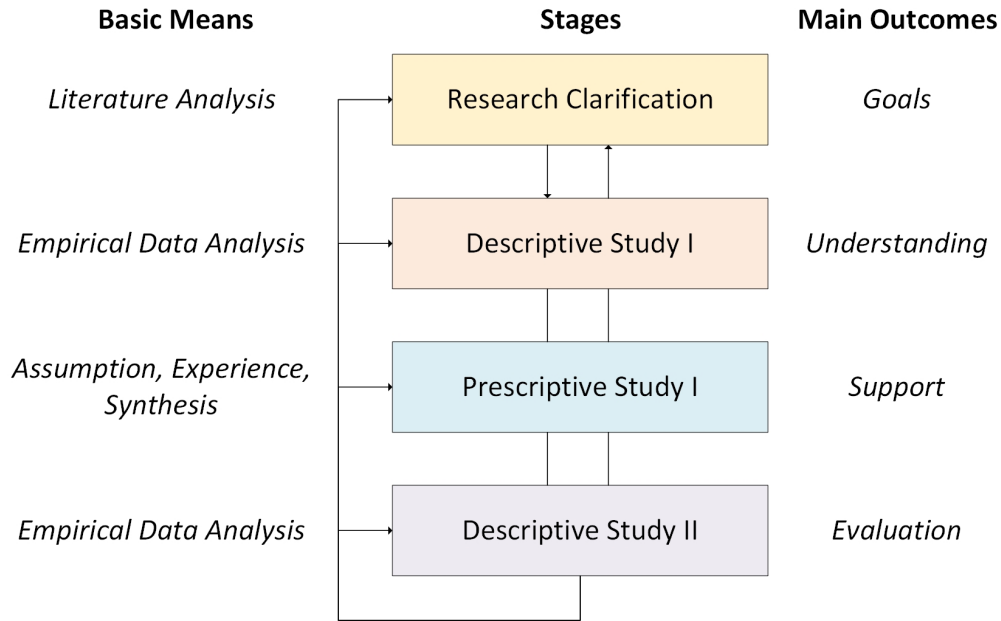 Basic Means
Stages
Main Outcomes
Literature Analysis
Research Clarification
Goals
Empirical Data Analysis
Descriptive Study I
Understanding
Assumption, Experience,
Synthesis
Prescriptive Study I
Support
Empirical Data Analysis
Descriptive Study II
Evaluation